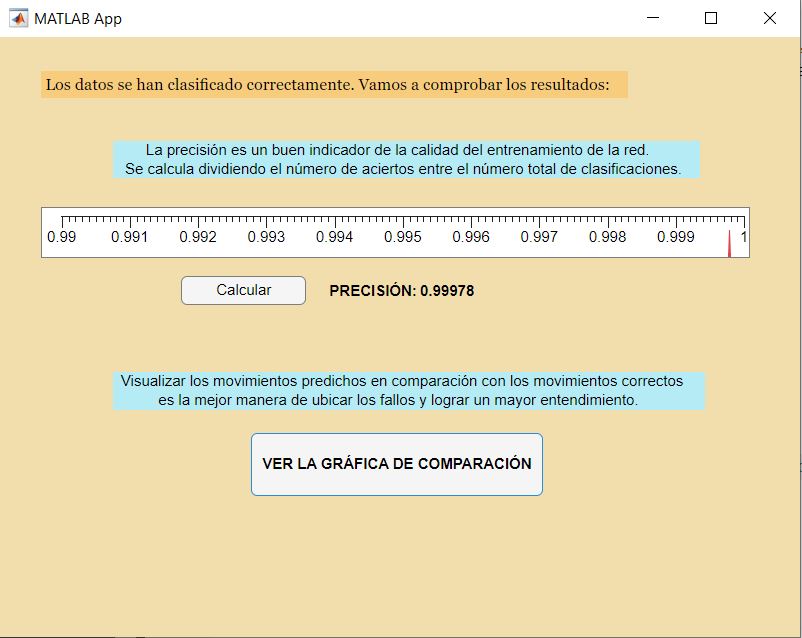 MATLAB App
Los datos se han clasificado correctamente. Vamos a comprobar los resultados:
La precisión es un buen indicador de la calidad del entrenamiento de la red.
Se calcula dividiendo el número de aciertos entre el número total de clasificaciones.
0.99 0.991 0.992 0.993 0.994 0.995 0.996 0.997 0.998 0.999 1
Calcular PRECISIÓN: 0.99978
Visualizar los movimientos predichos en comparación con los movimientos correctos
es la mejor manera de ubicar los fallos y lograr un mayor entendimiento.
VER LA GRÁFICA DE COMPARACIÓN